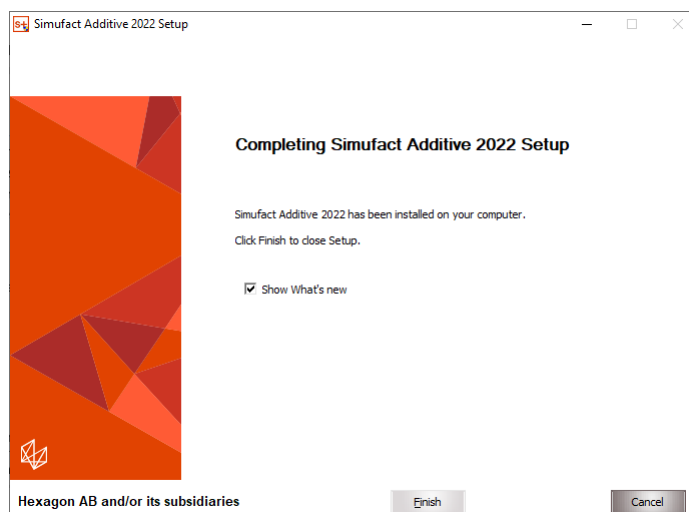 S+ Simufact Additive 2022 Setup
Completing Simufact Additive 2022 Setup
Simufact Additive 2022 has been installed on your computer.
Click Finish to close Setup.
Show What's new
Hexagon AB and/or its subsidiaries
Finish
Cancel